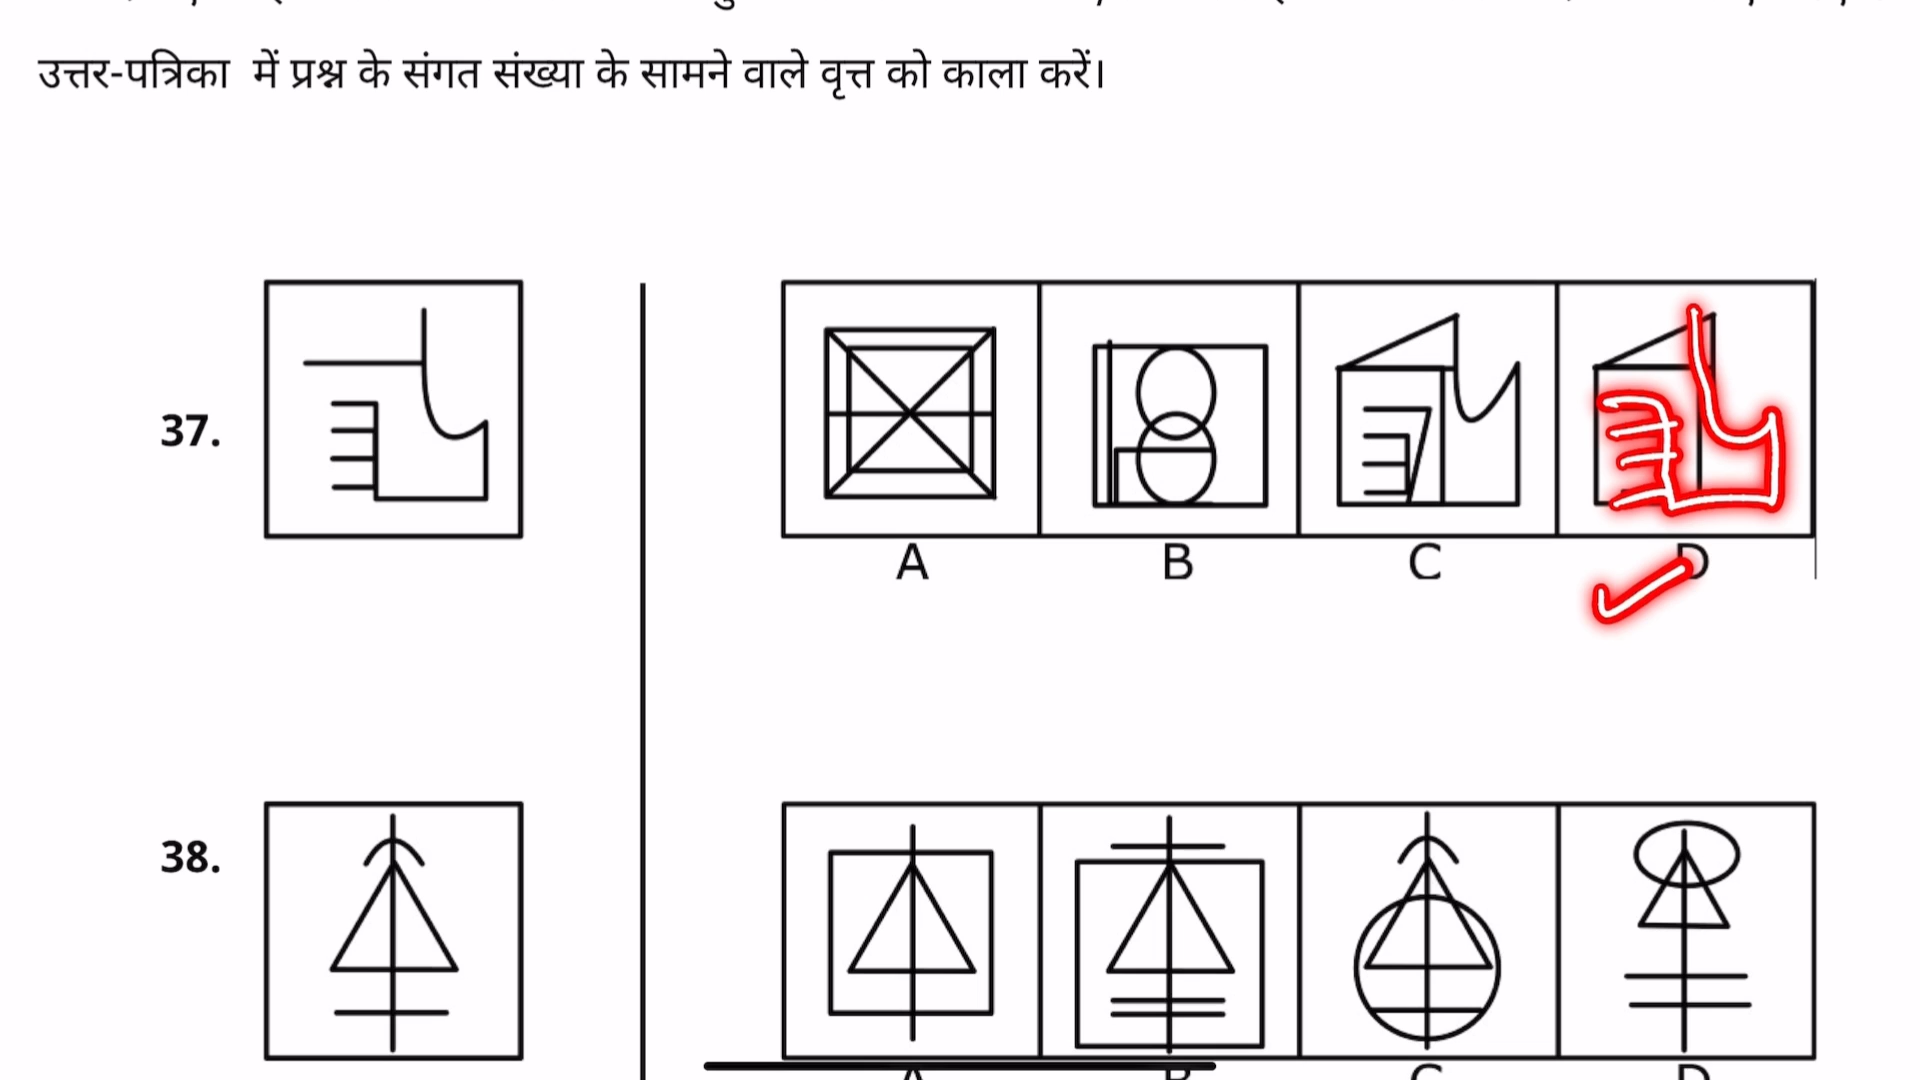 उत्तर-पत्रिका में प्रश्न के संगत संख्या के सामने वाले वृत्त को काला करें।
37.
A B C D
38.
A B C D